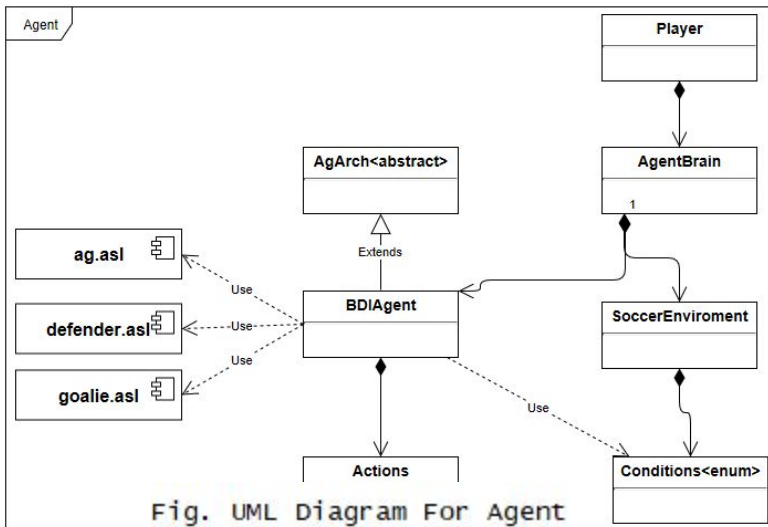 Agent
Player
AgArch<abstract>
AgentBrain
1
Extends
ag.asl
Use
BDIAgent
SoccerEnviroment
defender.asl
Use
Use
goalie.asl
Use
Actions
Conditions<enum>
Fig. UML Diagram For Agent